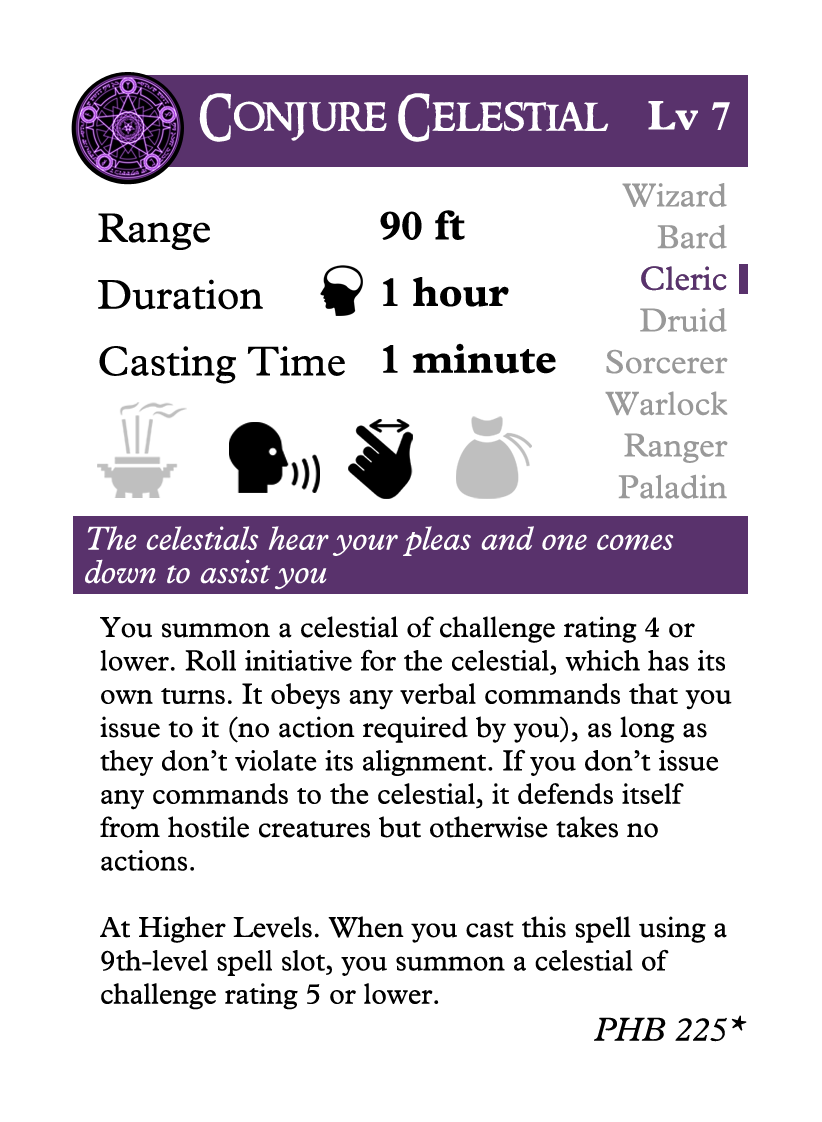 Conjure Celestial Lv 7
Range 90 ft
Duration 1 hour
Casting Time 1 minute
Wizard
Bard
Cleric
Druid
Sorcerer
Warlock
Ranger
Paladin
The celestials hear your pleas and one comes
down to assist you
You summon a celestial of challenge rating 4 or
lower. Roll initiative for the celestial, which has its
own turns. It obeys any verbal commands that you
issue to it (no action required by you), as long as
they don’t violate its alignment. If you don’t issue
any commands to the celestial, it defends itself
from hostile creatures but otherwise takes no
actions.
At Higher Levels. When you cast this spell using a
9th-level spell slot, you summon a celestial of
challenge rating 5 or lower.
PHB 225*